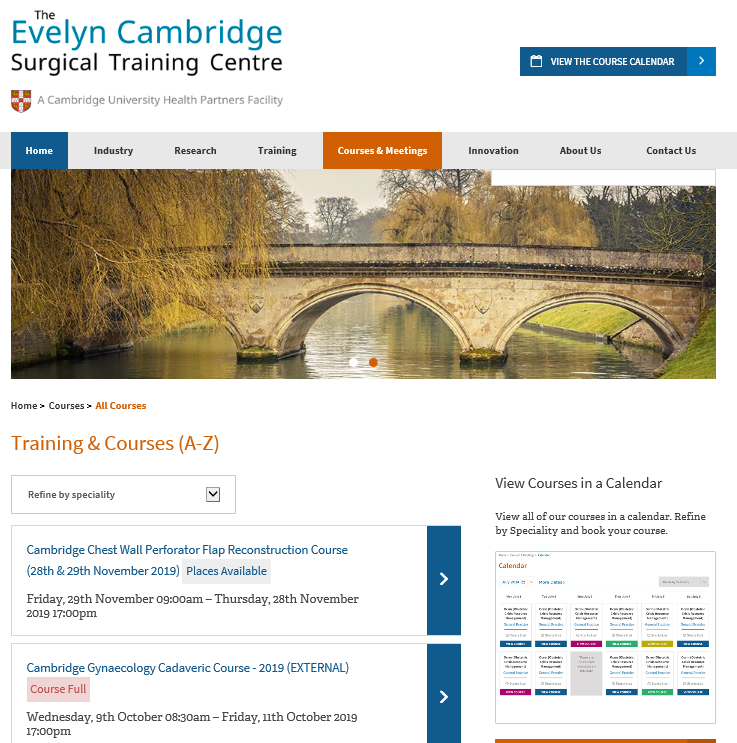 The
Evelyn Cambridge
Surgical Training Centre
A Cambridge University Health Partners Facility
VIEW THE COURSE CALENDAR
Home Industry Research Training Courses & Meetings Innovation About Us Contact Us
Home > Courses > All Courses
Training & Courses (A-Z)
Refine by speciality
Cambridge Chest Wall Perforator Flap Reconstruction Course
(28th & 29th November 2019) Places Available
Friday, 29th November 09:00am – Thursday, 28th November
2019 17:00pm
Cambridge Gynaecology Cadaveric Course - 2019 (EXTERNAL)
Course Full
Wednesday, 9th October 08:30am – Friday, 11th October 2019
17:00pm
View Courses in a Calendar
View all of our courses in a calendar. Refine
by Speciality and book your course.
Calendar
More Dates